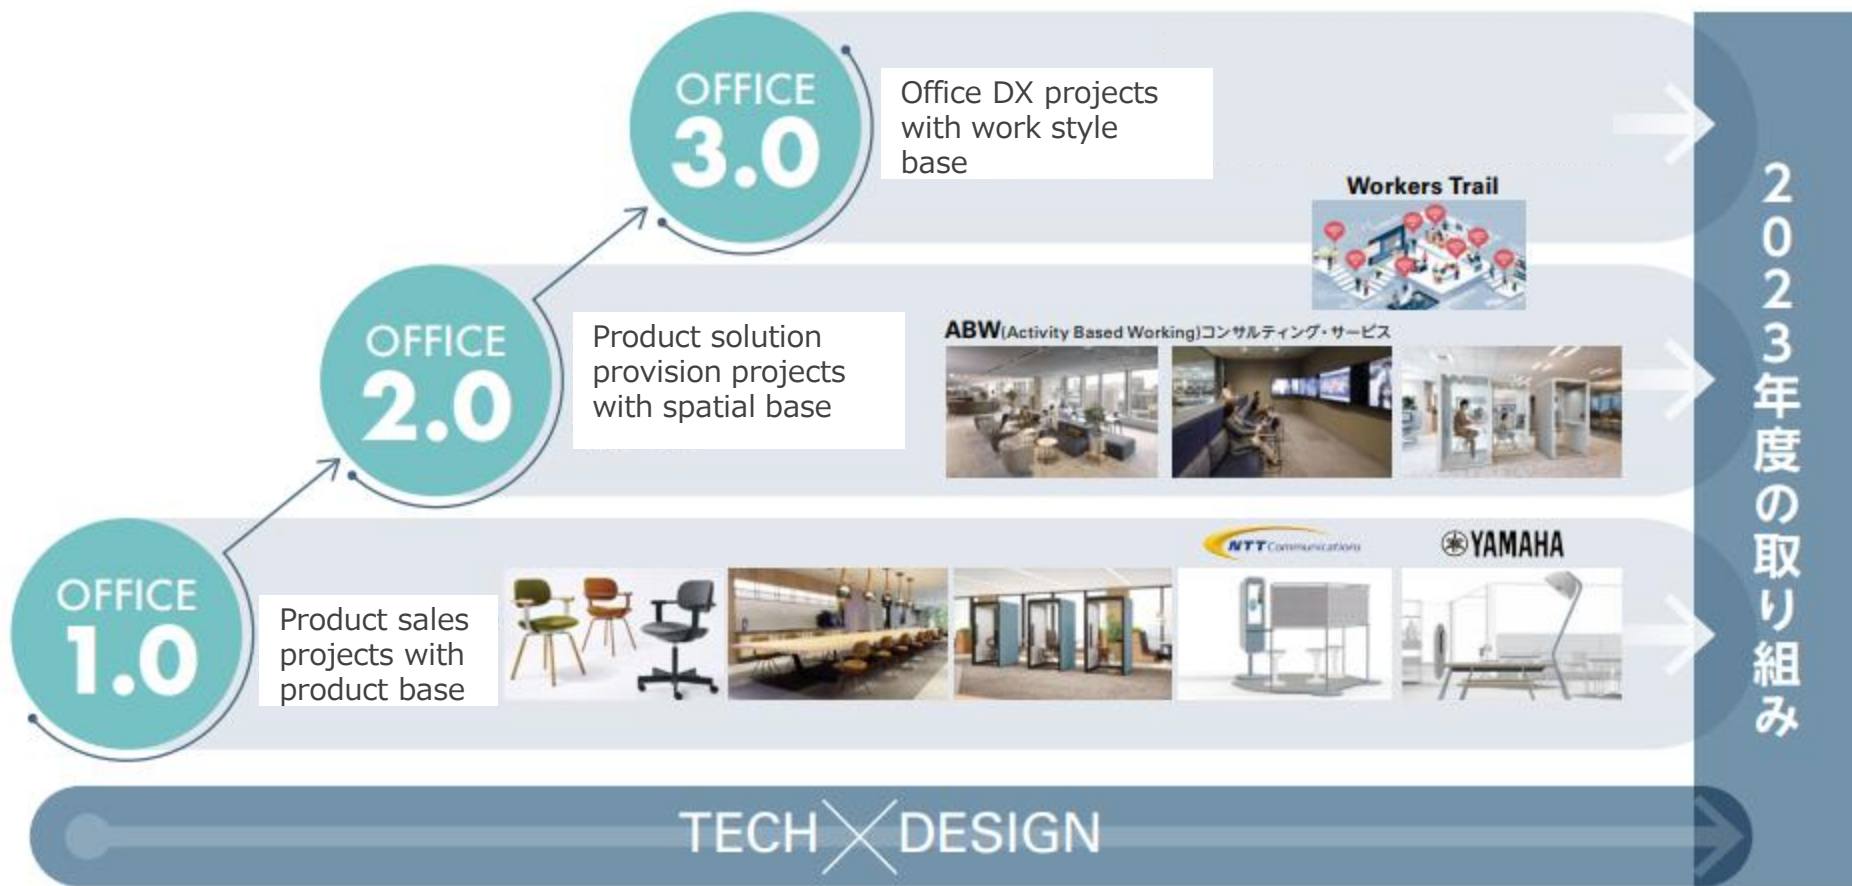 OFFICE
3.0
Office DX projects
with work style
base
Workers Trail
OFFICE
2.0
Product solution
provision projects
with spatial base
ABW(Activity Based Working)コンサルティング・サービス
OFFICE
1.0
Product sales
projects with
product base
NTT Communications
YAMAHA
2023年度の取り組み
TECH×DESIGN